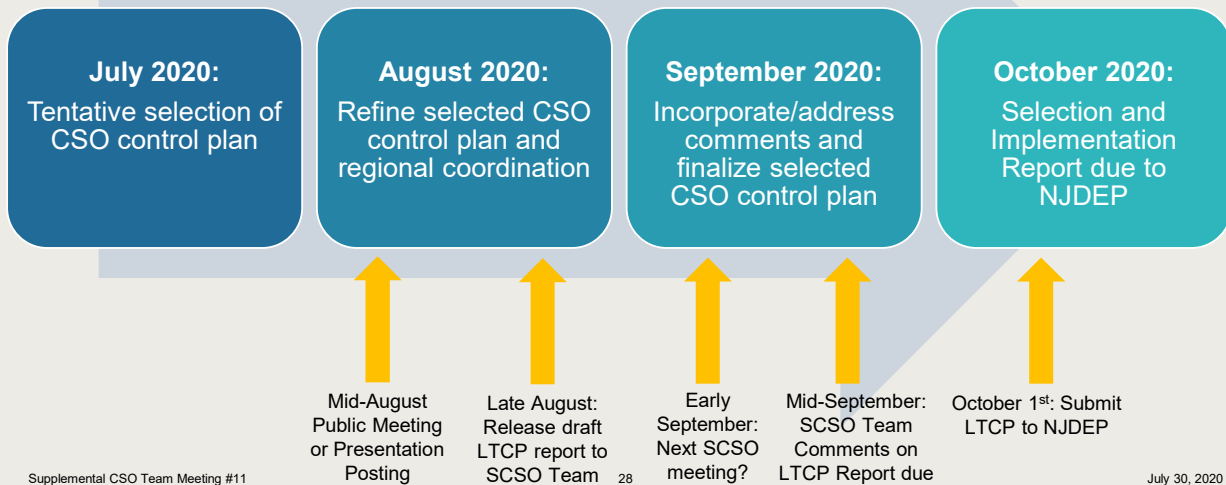 July 2020:
Tentative selection of
CSO control plan
August 2020:
Refine selected CSO
control plan and
regional coordination
September 2020:
Incorporate/address
comments and
finalize selected
CSO control plan
October 2020:
Selection and
Implementation
Report due to
NJDEP
Mid-August
Public Meeting
or Presentation
Posting
Late August:
Release draft
LTCP report to
SCSO Team
Early
September:
Next SCSO
meeting?
Mid-September:
SCSO Team
Comments on
LTCP Report due
October 1st: Submit
LTCP to NJDEP
Supplemental CSO Team Meeting #11
28
July 30, 2020